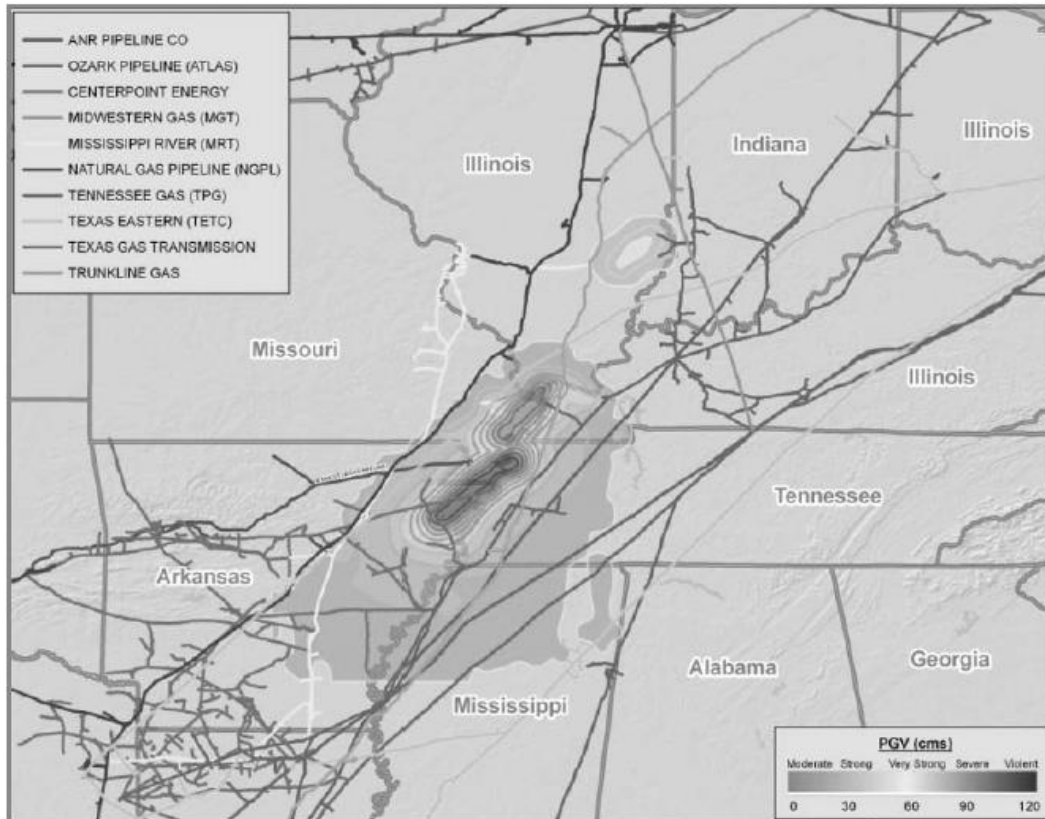 ANR PIPELINE CO
OZARK PIPELINE (ATLAS)
CENTERPOINT ENERGY
MIDWESTERN GAS (MGT)
MISSISSIPPI RIVER (MRT)
NATURAL GAS PIPELINE (NGPL)
TENNESSEE GAS (TPG)
TEXAS EASTERN (TETC)
TEXAS GAS TRANSMISSION
TRUNKLINE GAS
Illinois
Indiana
Illinois
Missouri
Illinois
Tennessee
Arkansas
Alabama
Georgia
Mississippi
PGV (cms)
Moderate Strong Very Strong Severe Violent
0 30 60 90 120